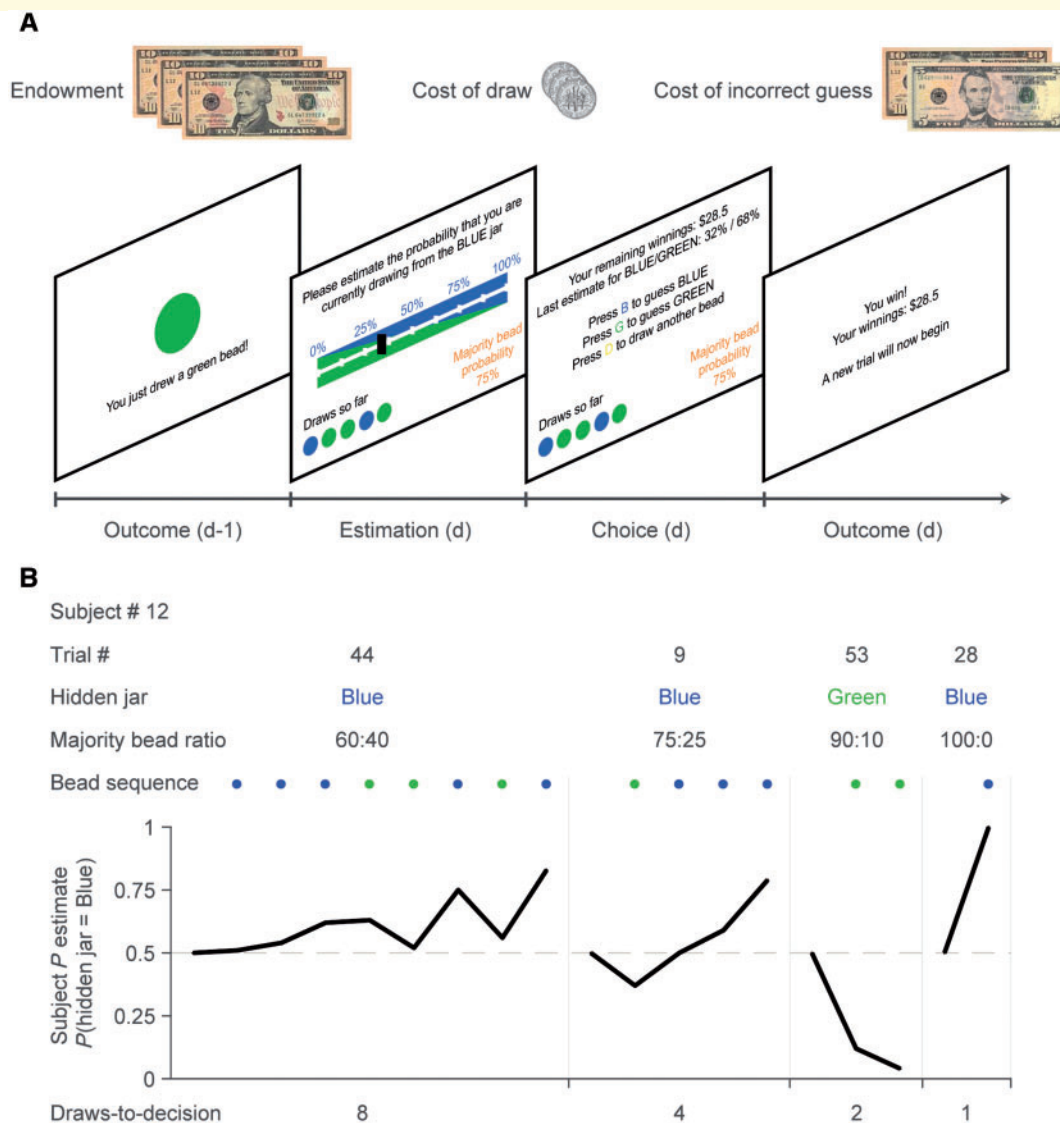 A
Endowment
Cost of draw
Cost of incorrect guess
You just drew a green bead!
Please estimate the probability that you are
currently drawing from the BLUE jar
0% 25% 50% 75% 100%
Majority bead
probability
75%
Draws so far
Your remaining winnings: $28.5
Last estimate for BLUE/GREEN: 32% / 68%
Press B to guess BLUE
Press G to guess GREEN
Press D to draw another bead
Majority bead
probability
75%
Draws so far
You win!
Your winnings: $28.5
A new trial will now begin
Outcome (d-1) Estimation (d) Choice (d) Outcome (d)
B
Subject # 12
Trial # 44 9 53 28
Hidden jar Blue Blue Green Blue
Majority bead ratio 60:40 75:25 90:10 100:0
Bead sequence
Subject P estimate
P(hidden jar = Blue)
1
0.75
0.5
0.25
0
Draws-to-decision 8 4 2 1